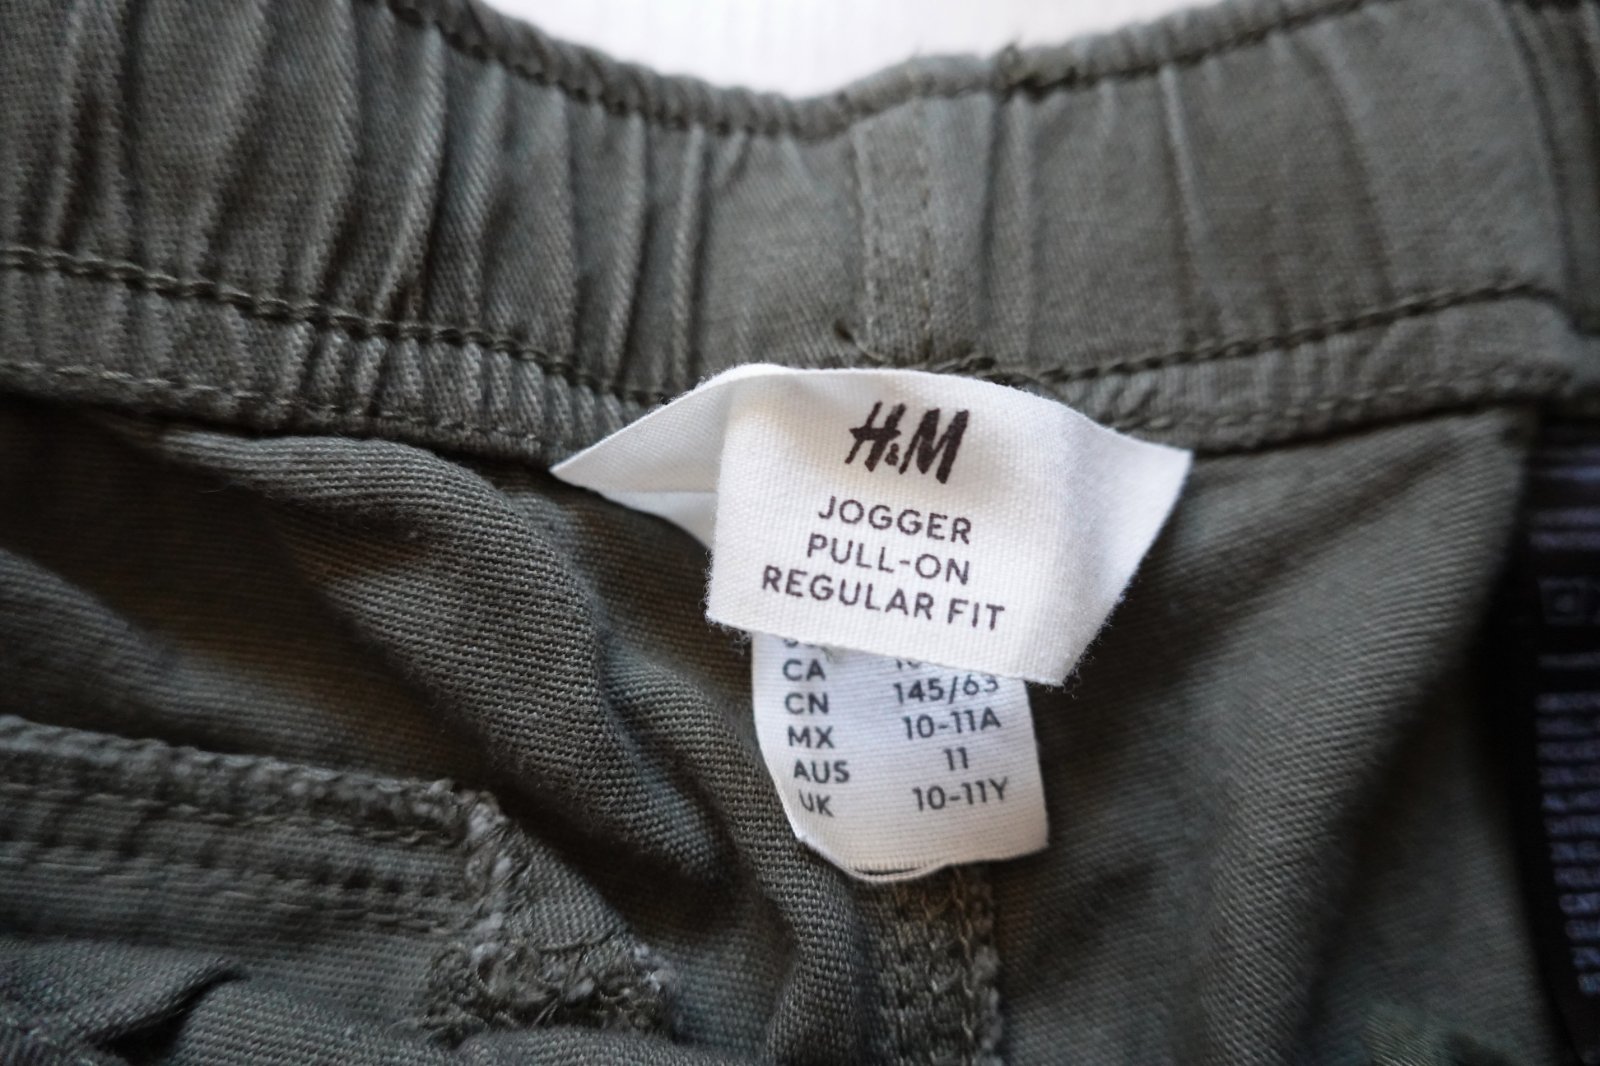 H&M
JOGGER
PULL-ON
REGULAR FIT
CA
CN 145/63
MX 10-11A
AUS 11
UK 10-11Y